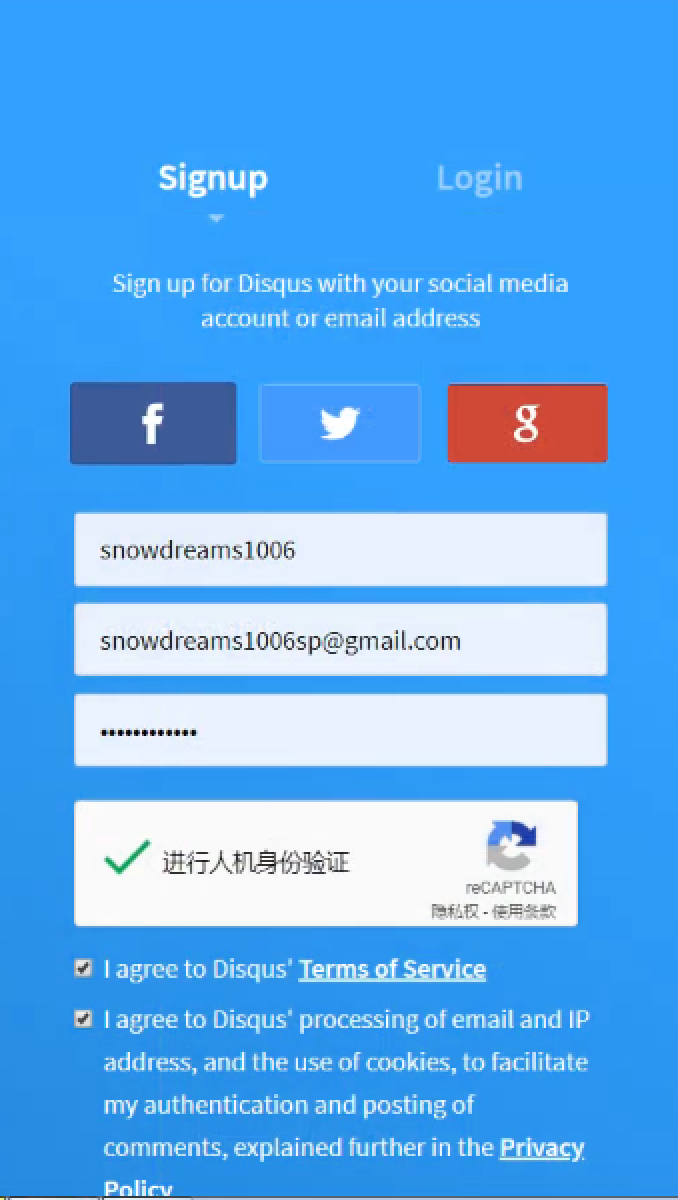 Signup
Login
Sign up for Disqus with your social media
account or email address
f
g
snowdreams1006
snowdreams1006sp@gmail.com
••••••••••••
进行人机身份验证
reCAPTCHA
隐私权 - 使用条款
I agree to Disqus' Terms of Service
I agree to Disqus' processing of email and IP
address, and the use of cookies, to facilitate
my authentication and posting of
comments, explained further in the Privacy
Policy